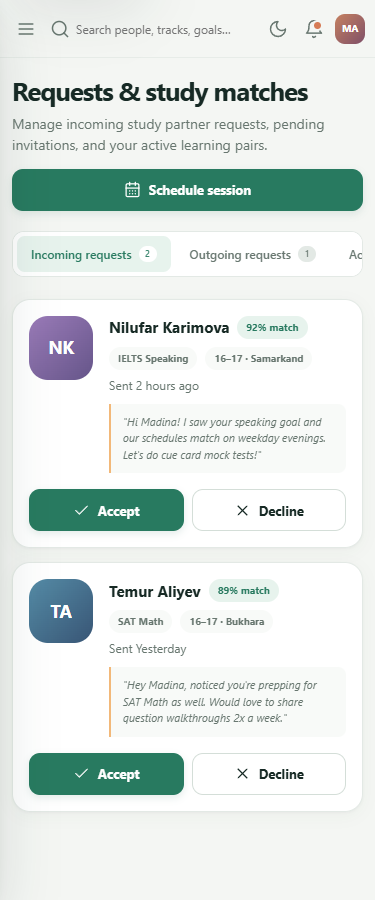 Search people, tracks, goals...
MA
Requests & study matches
Manage incoming study partner requests, pending
invitations, and your active learning pairs.
Schedule session
Incoming requests 2 Outgoing requests 1 Ac
NK
Nilufar Karimova 92% match
IELTS Speaking 16–17 · Samarkand
Sent 2 hours ago
"Hi Madina! I saw your speaking goal and
our schedules match on weekday evenings.
Let's do cue card mock tests!"
Accept Decline
TA
Temur Aliyev 89% match
SAT Math 16–17 · Bukhara
Sent Yesterday
"Hey Madina, noticed you're prepping for
SAT Math as well. Would love to share
question walkthroughs 2x a week."
Accept Decline